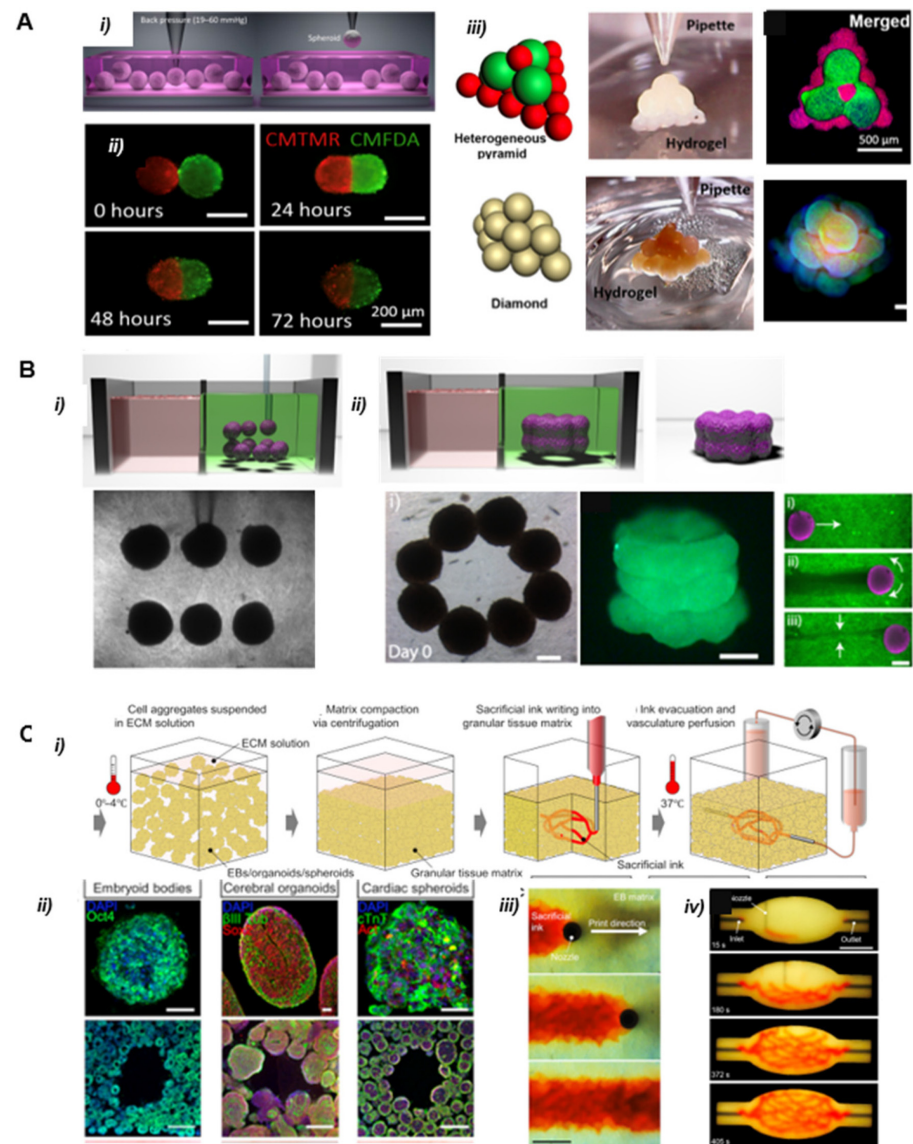 A
i)
Back pressure (19~60 mmHg)
Spheroid
ii)
CMTMR CMFDA
0 hours
24 hours
48 hours
72 hours
200 µm
iii)
Heterogeneous
pyramid
Pipette
Hydrogel
Merged
500 µm
Diamond
Pipette
Hydrogel
B
i)
ii)
i)
Day 0
i)
ii)
iii)
C
i)
Cell aggregates suspended
in ECM solution
Matrix compaction
via centrifugation
Sacrificial ink writing into
granular tissue matrix
Ink evacuation and
vasculature perfusion
ECM solution
0º–4℃
37℃
EBs/organoids/spheroids
Granular tissue matrix
Sacrificial ink
ii)
Embryoid bodies
Cerebral organoids
Cardiac spheroids
DAPI
Oct4
DAPI
βIII Tub
DAPI
cTnT
iii)
EB matrix
Sacrificial
ink
Print direction
Nozzle
iv)
Inlet
Outlet
15 s
180 s
372 s